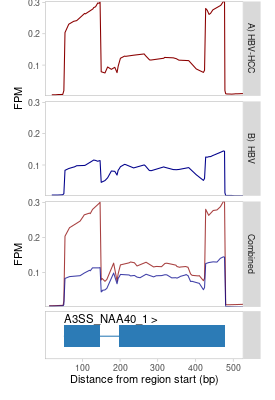 0.3
0.2
0.1
A) HBV-HCC
FPM
0.3
0.2
0.1
B) HBV
0.3
0.2
0.1
FPM
Combined
A3SS_NAA40_1 >
100 200 300 400 500
Distance from region start (bp)